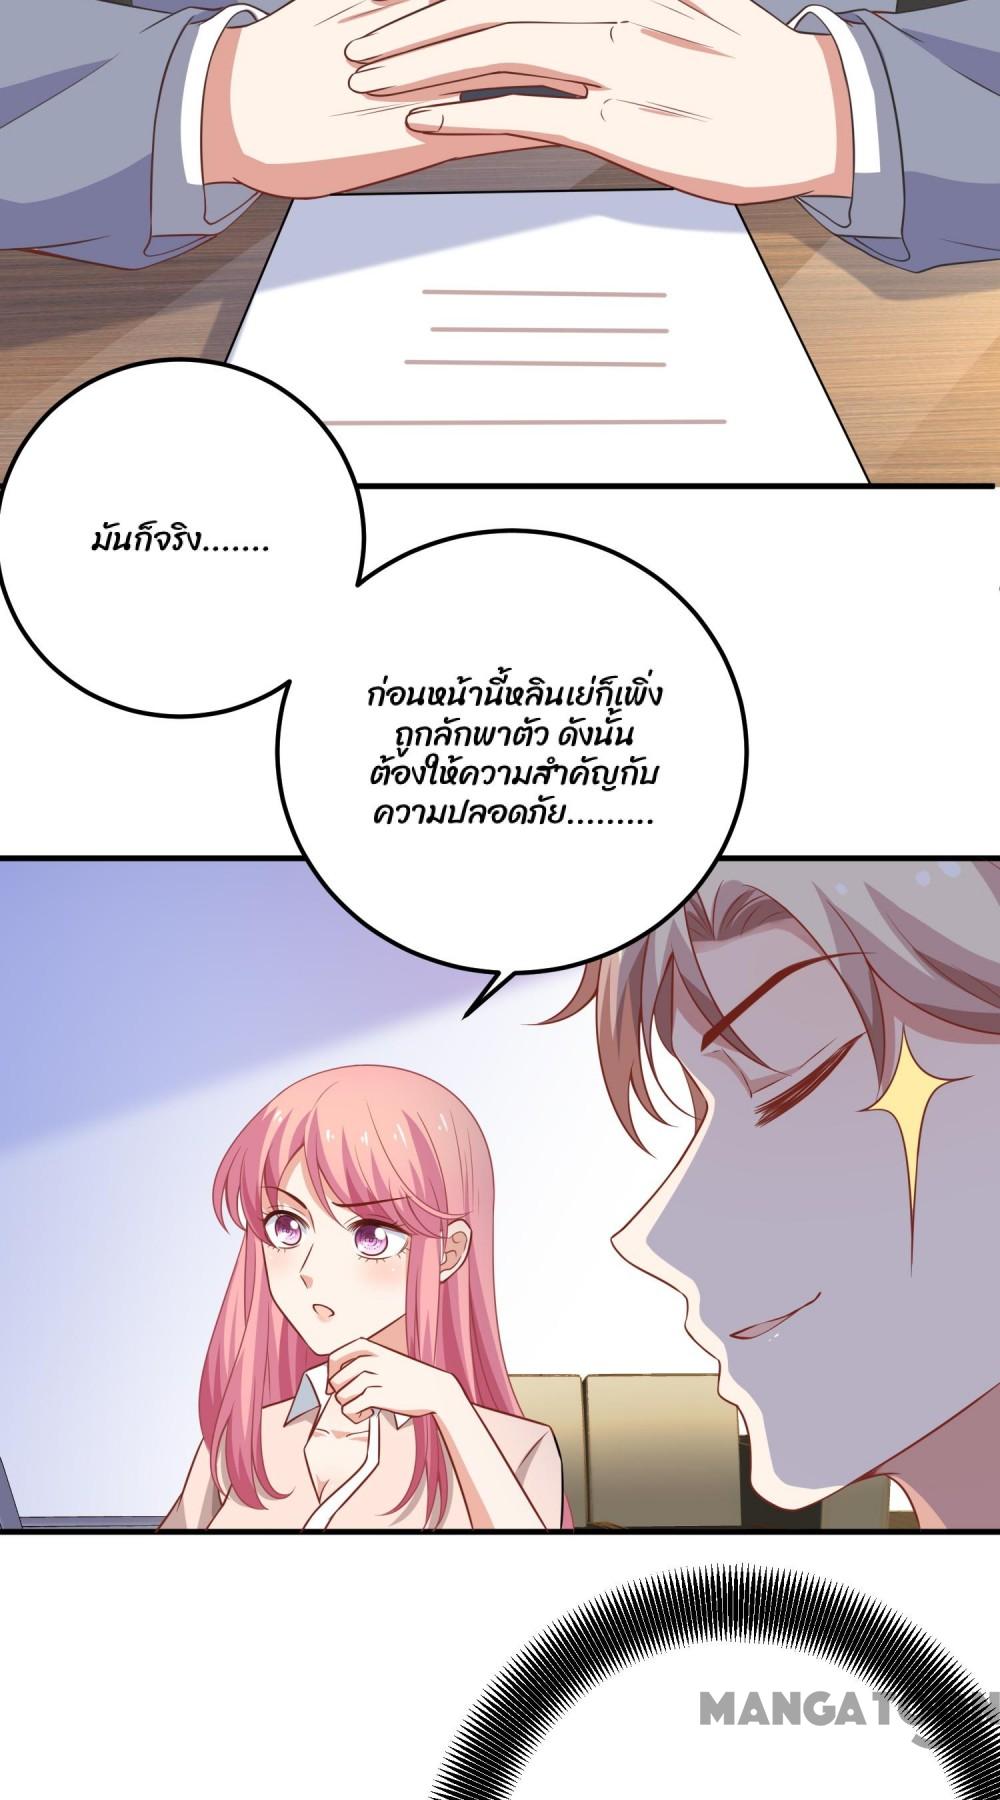 มันก็จริง.......
ก่อนหน้านี้หลินเย่ก็เพิ่ง
ถูกลักพาตัว ดังนั้น
ต้องให้ความสำคัญกับ
ความปลอดภัย.........